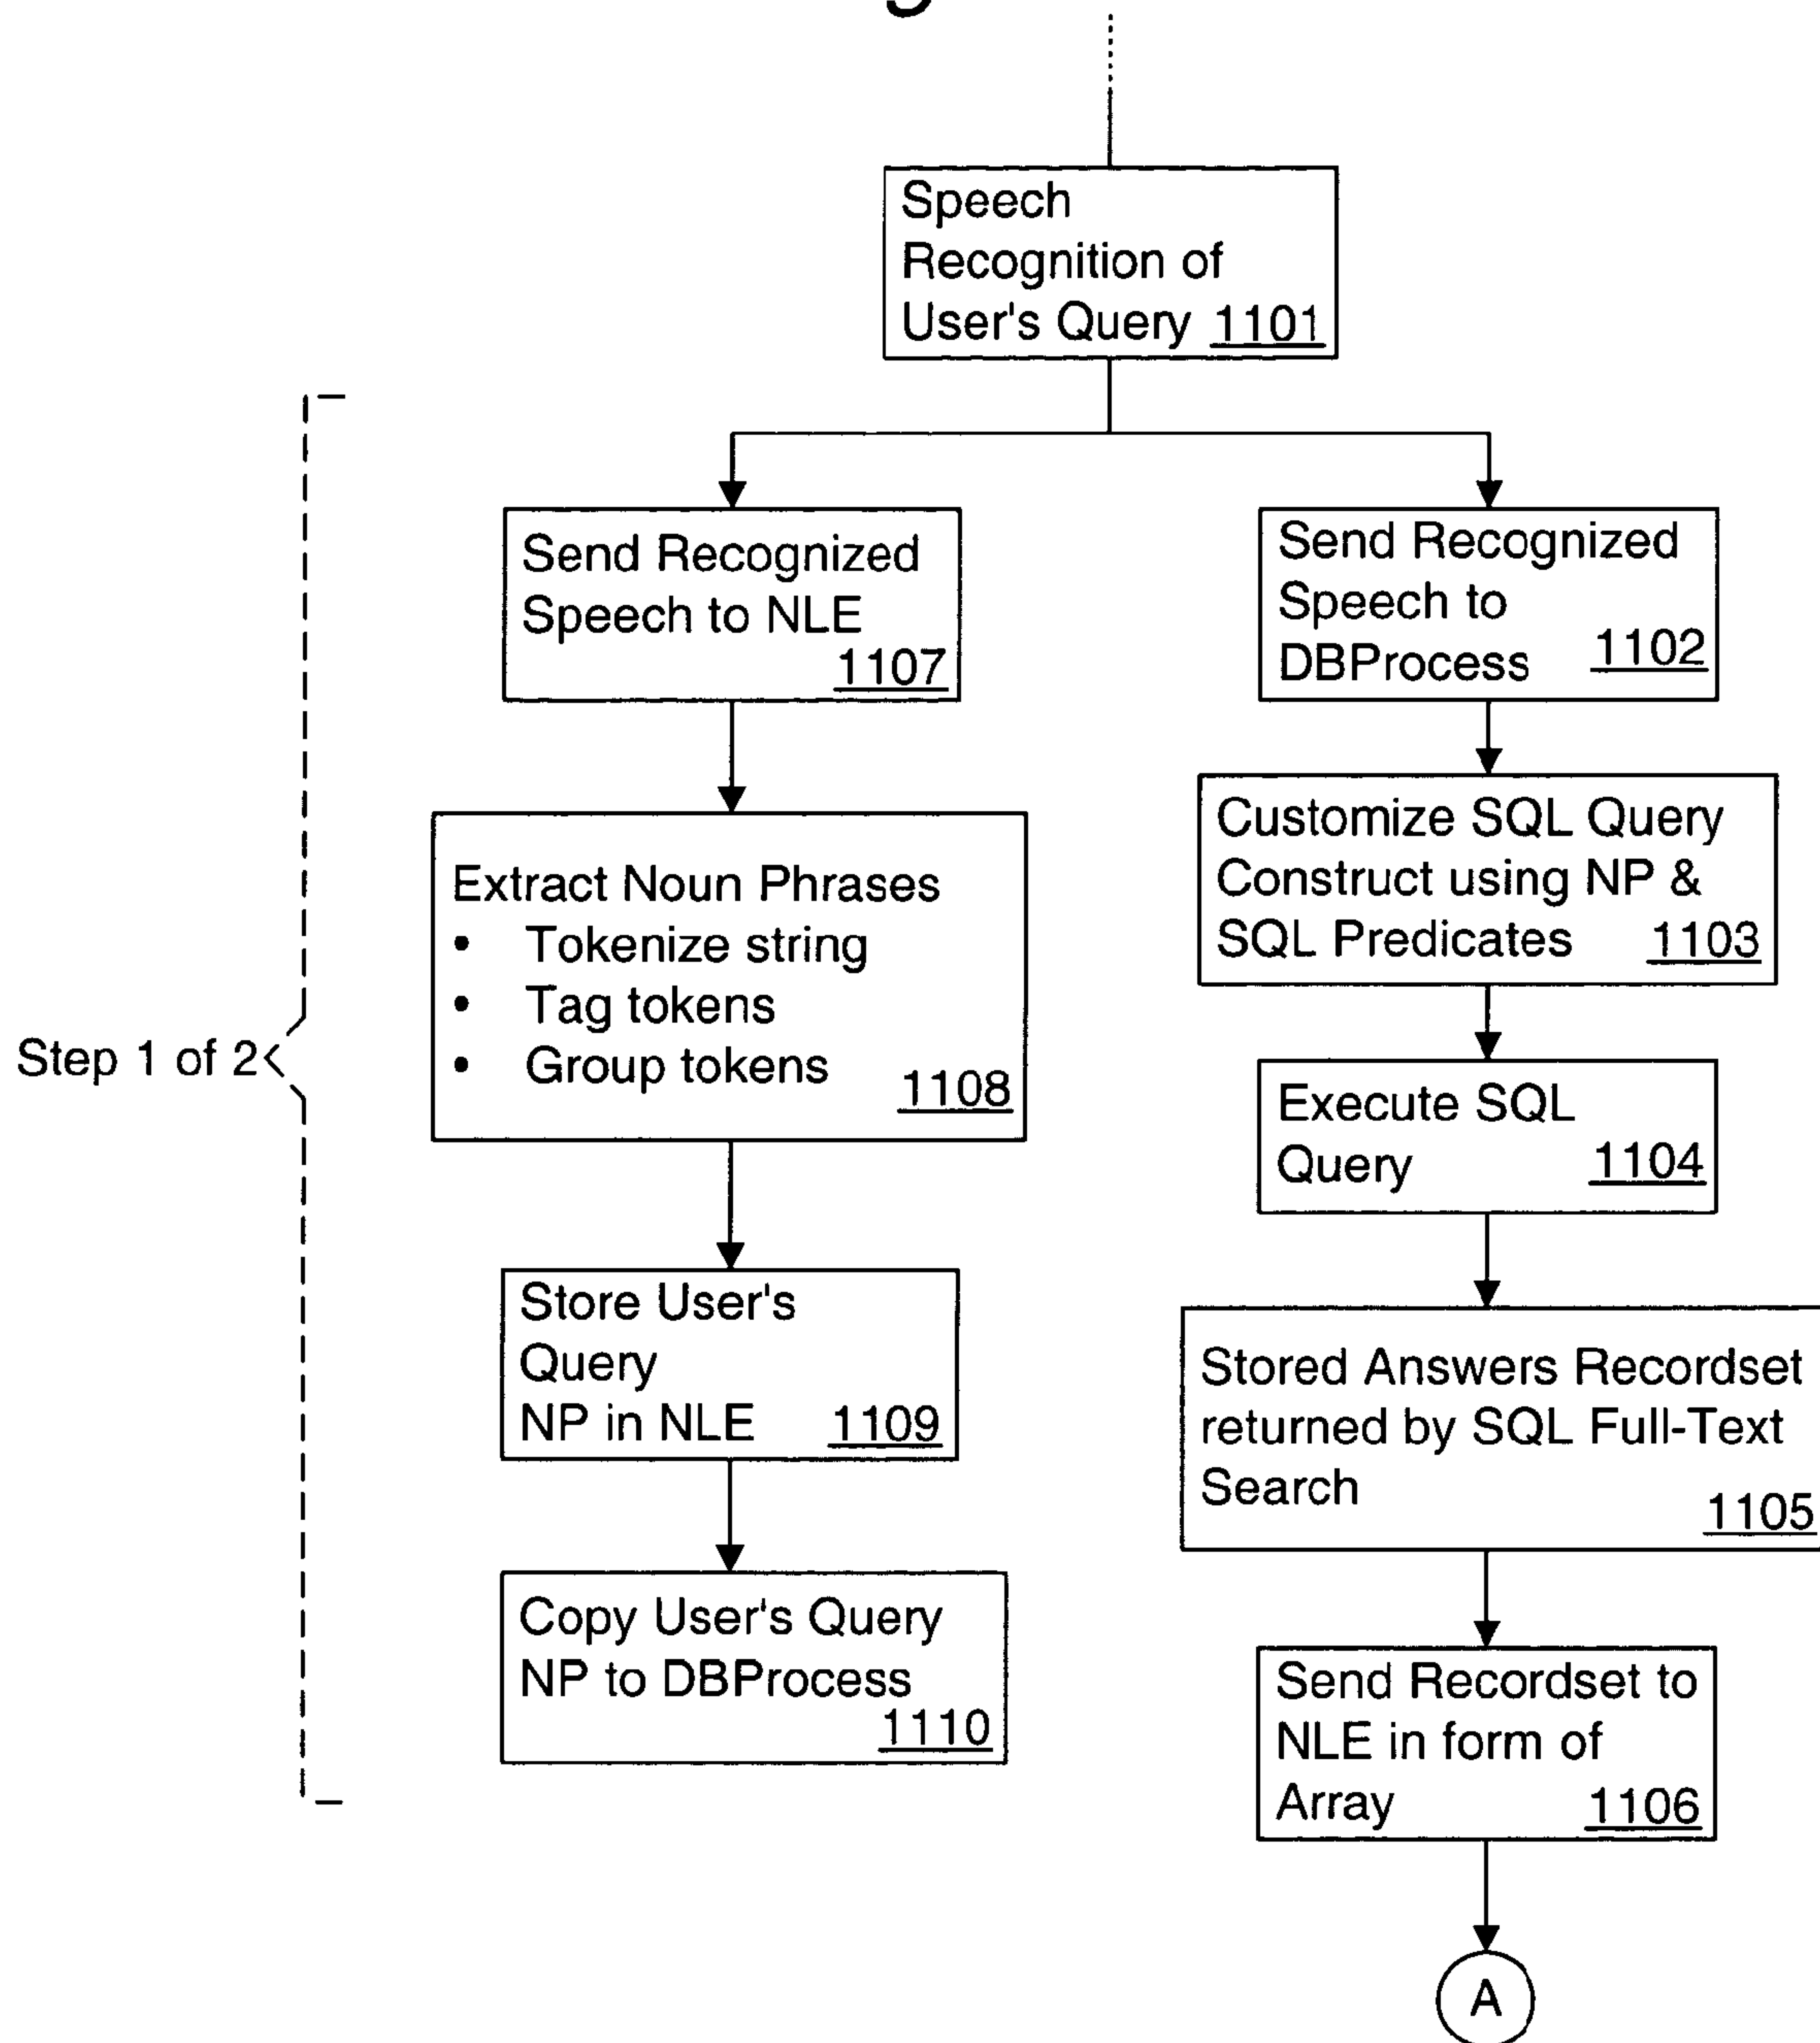 Speech
Recognition of
User's Query 1101
Send Recognized
Speech to NLE
1107
Send Recognized
Speech to
DBProcess 1102
Extract Noun Phrases
• Tokenize string
• Tag tokens
• Group tokens
1108
Customize SQL Query
Construct using NP &
SQL Predicates 1103
Step 1 of 2
Execute SQL
Query 1104
Store User's
Query
NP in NLE 1109
Stored Answers Recordset
returned by SQL Full-Text
Search
1105
Copy User's Query
NP to DBProcess
1110
Send Recordset to
NLE in form of
Array 1106
A